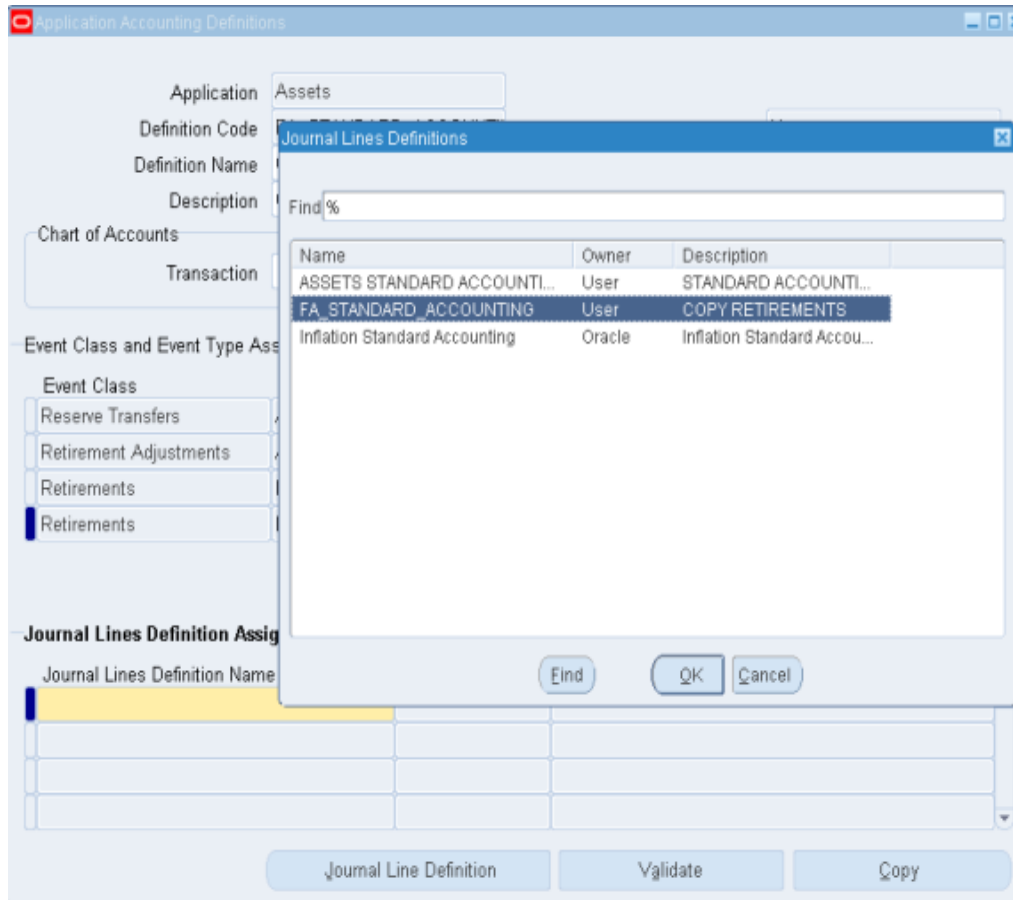 Application Accounting Definitions
Application Assets
Definition Code
Definition Name
Description
Chart of Accounts
Transaction
Journal Lines Definitions
Find %
Name Owner Description
ASSETS STANDARD ACCOUNTI... User STANDARD ACCOUNTI...
FA_STANDARD_ACCOUNTING User COPY RETIREMENTS
Inflation Standard Accounting Oracle Inflation Standard Accou...
Find OK Cancel
Event Class and Event Type Ass
Event Class
Reserve Transfers
Retirement Adjustments
Retirements
Retirements
Journal Lines Definition Assig
Journal Lines Definition Name
Journal Line Definition Validate Copy